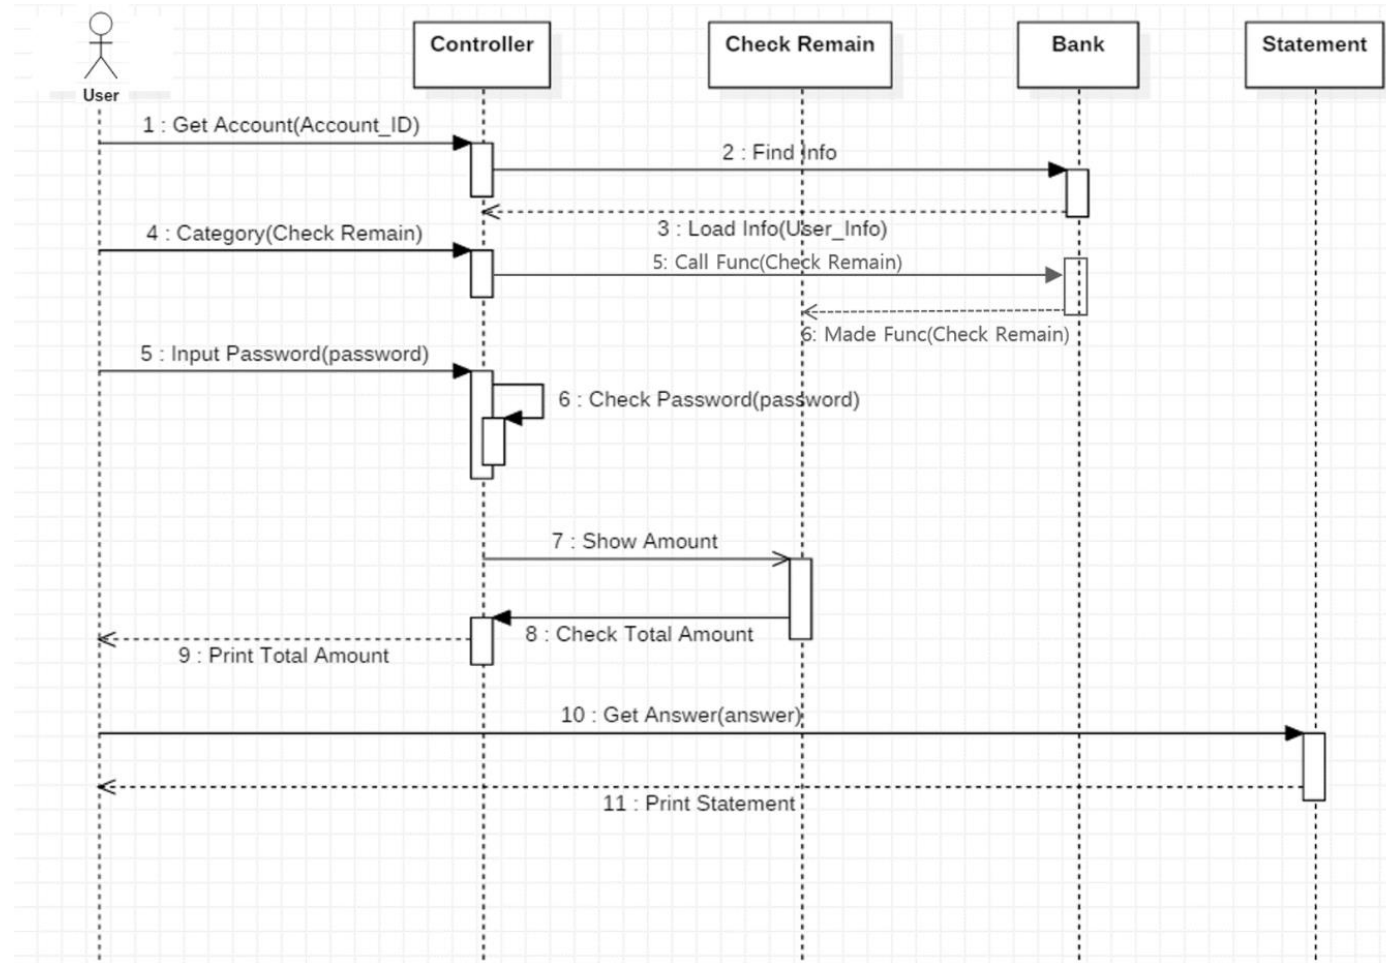 User
Controller
Check Remain
Bank
Statement
1 : Get Account(Account_ID)
2 : Find Info
3 : Load Info(User_Info)
4 : Category(Check Remain)
5: Call Func(Check Remain)
6: Made Func(Check Remain)
5 : Input Password(password)
6 : Check Password(password)
7 : Show Amount
8 : Check Total Amount
9 : Print Total Amount
10 : Get Answer(answer)
11 : Print Statement